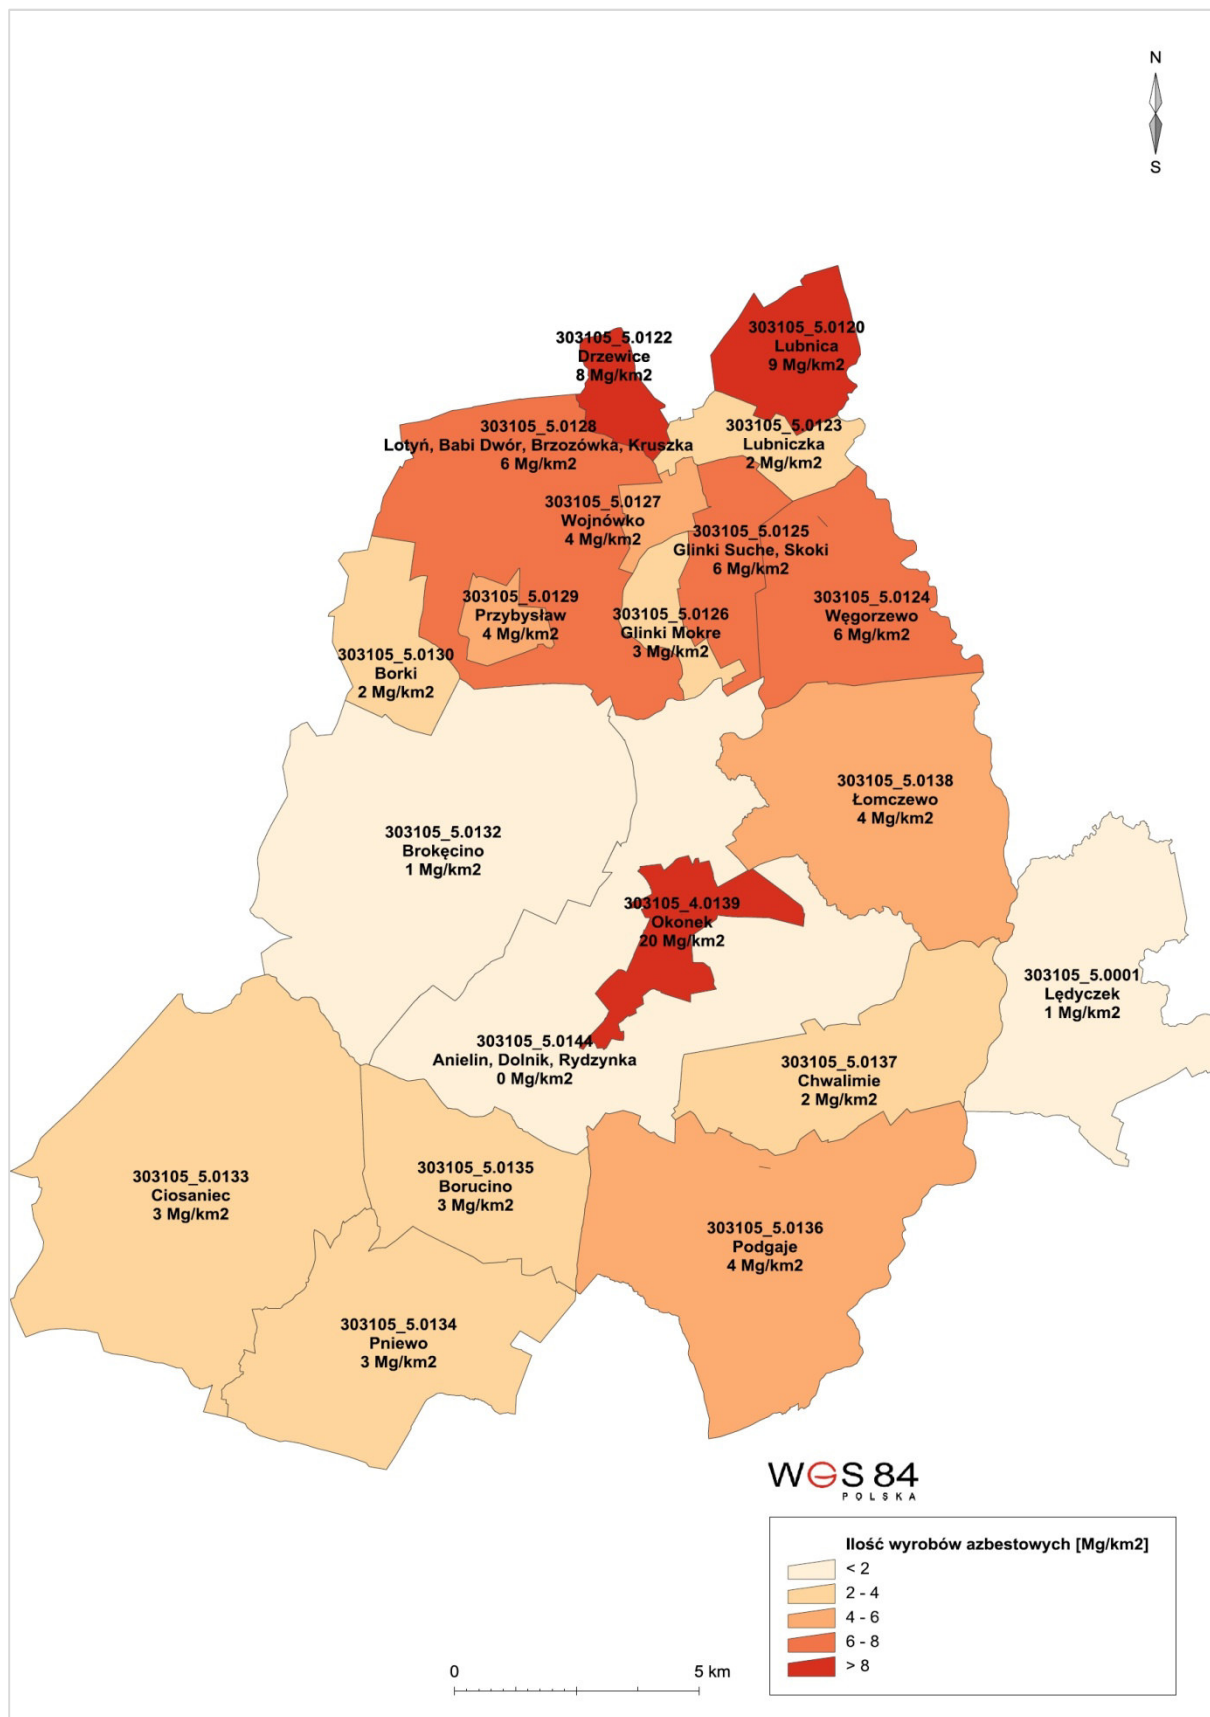 N
S
303105_5.0120
Lubnica
9 Mg/km2
303105_5.0122
Drzewice
8 Mg/km2
303105_5.0128
Lotyń, Babi Dwór, Brzozówka, Kruszka
6 Mg/km2
303105_5.0123
Lubniczka
2 Mg/km2
303105_5.0127
Wojnówko
4 Mg/km2
303105_5.0125
Glinki Suche, Skoki
6 Mg/km2
303105_5.0129
Przybysław
4 Mg/km2
303105_5.0126
Glinki Mokre
3 Mg/km2
303105_5.0124
Węgorzewo
6 Mg/km2
303105_5.0130
Borki
2 Mg/km2
303105_5.0138
Łomczewo
4 Mg/km2
303105_5.0132
Brokęcino
1 Mg/km2
303105_4.0139
Okonek
20 Mg/km2
303105_5.0001
Lędyczek
1 Mg/km2
303105_5.0144
Anielin, Dolnik, Rydzynka
0 Mg/km2
303105_5.0137
Chwalimie
2 Mg/km2
303105_5.0133
Ciosaniec
3 Mg/km2
303105_5.0135
Borucino
3 Mg/km2
303105_5.0136
Podgaje
4 Mg/km2
303105_5.0134
Pniewo
3 Mg/km2
WGS 84
POLSKA
Ilość wyrobów azbestowych [Mg/km2]
< 2
2 - 4
4 - 6
6 - 8
> 8
0 5 km